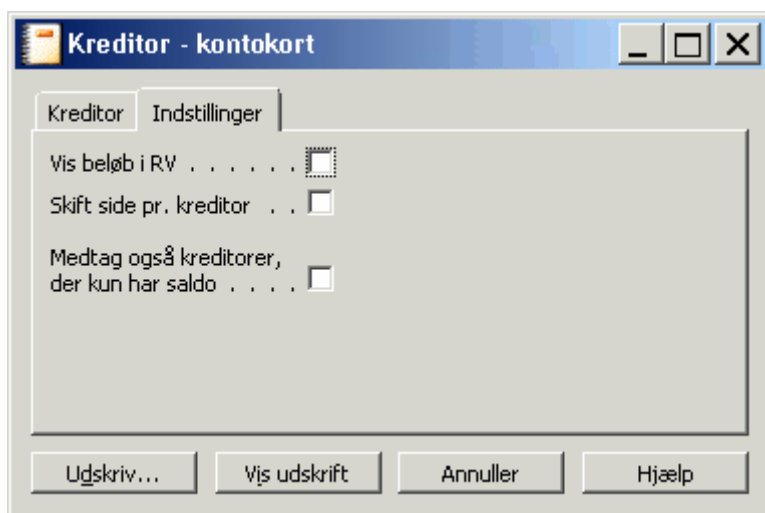 Kreditor - kontokort
Kreditor Indstillinger
Vis beløb i RV . . . . . .
Skift side pr. kreditor . .
Medtag også kreditorer,
der kun har saldo . . . .
Udskriv... Vis udskrift Annuller Hjælp